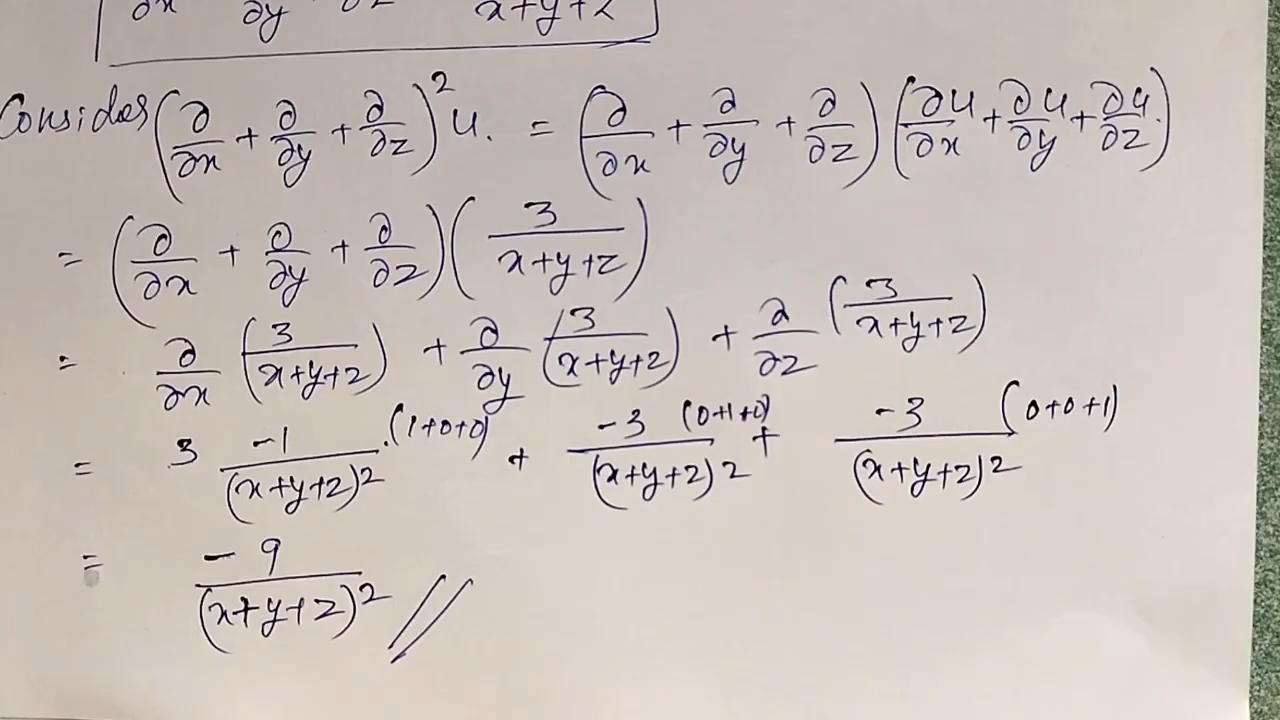 ∂x ∂y ∂z x+y+z
Consider (∂/∂x + ∂/∂y + ∂/∂z)² u. = (∂/∂x + ∂/∂y + ∂/∂z) (∂u/∂x + ∂u/∂y + ∂u/∂z.)
= (∂/∂x + ∂/∂y + ∂/∂z) (3/(x+y+z))
= ∂/∂x (3/(x+y+z)) + ∂/∂y (3/(x+y+z)) + ∂/∂z (3/(x+y+z))
= 3 -1/(x+y+z)² .(1+0+0) + -3/(x+y+z)² (0+1+0) + -3/(x+y+z)² (0+0+1)
= -9/(x+y+z)² //